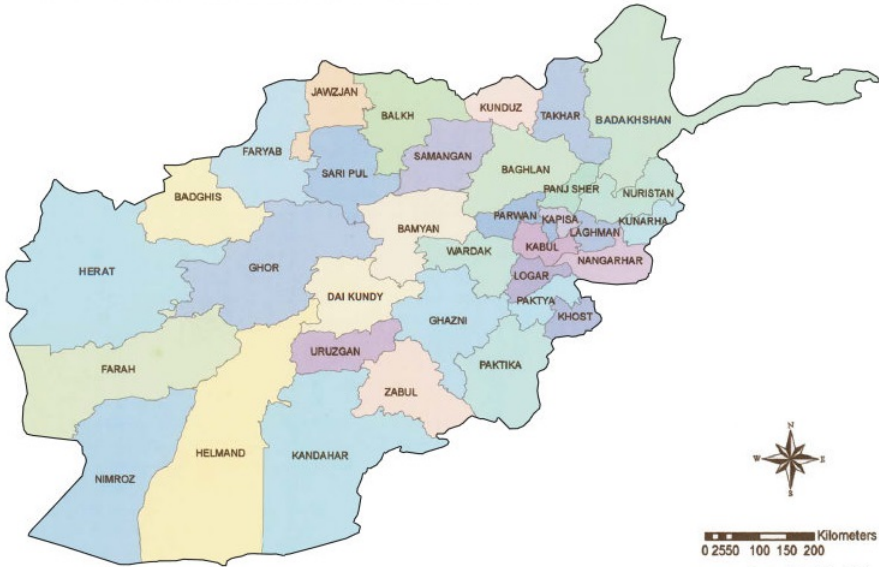 JAWZJAN
BALKH
KUNDUZ
TAKHAR
BADAKHSHAN
FARYAB
SARI PUL
SAMANGAN
BAGHLAN
PANJ SHER
NURISTAN
BADGHIS
PARWAN
KAPISA
KUNARHA
LAGHMAN
BAMYAN
WARDAK
KABUL
NANGARHAR
HERAT
GHOR
LOGAR
DAI KUNDY
PAKTYA
GHAZNI
KHOST
URUZGAN
PAKTIKA
FARAH
ZABUL
HELMAND
KANDAHAR
NIMROZ
N
W E
S
Kilometers
0 25 50 100 150 200